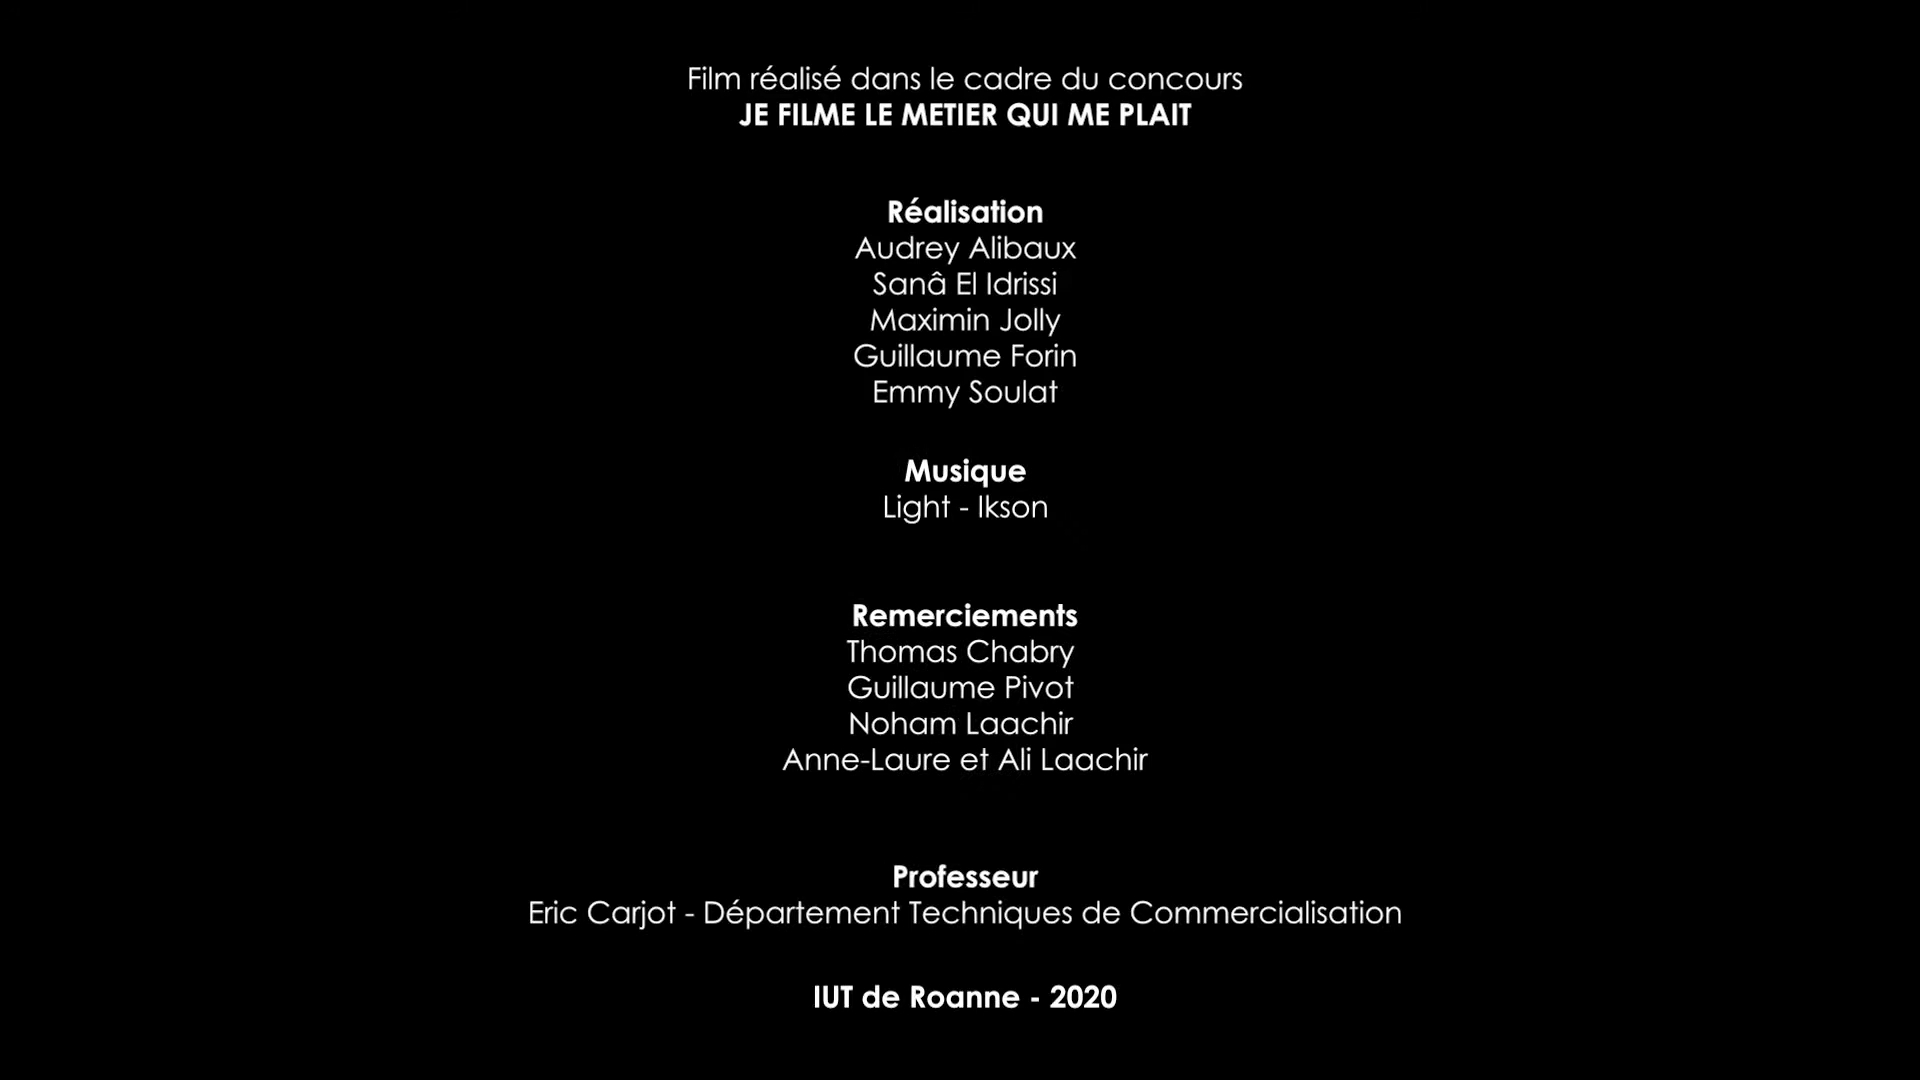 Film réalisé dans le cadre du concours
JE FILME LE METIER QUI ME PLAIT
Réalisation
Audrey Alibaux
Sanâ El Idrissi
Maximin Jolly
Guillaume Forin
Emmy Soulat
Musique
Light - Ikson
Remerciements
Thomas Chabry
Guillaume Pivot
Noham Laachir
Anne-Laure et Ali Laachir
Professeur
Eric Carjot - Département Techniques de Commercialisation
IUT de Roanne - 2020